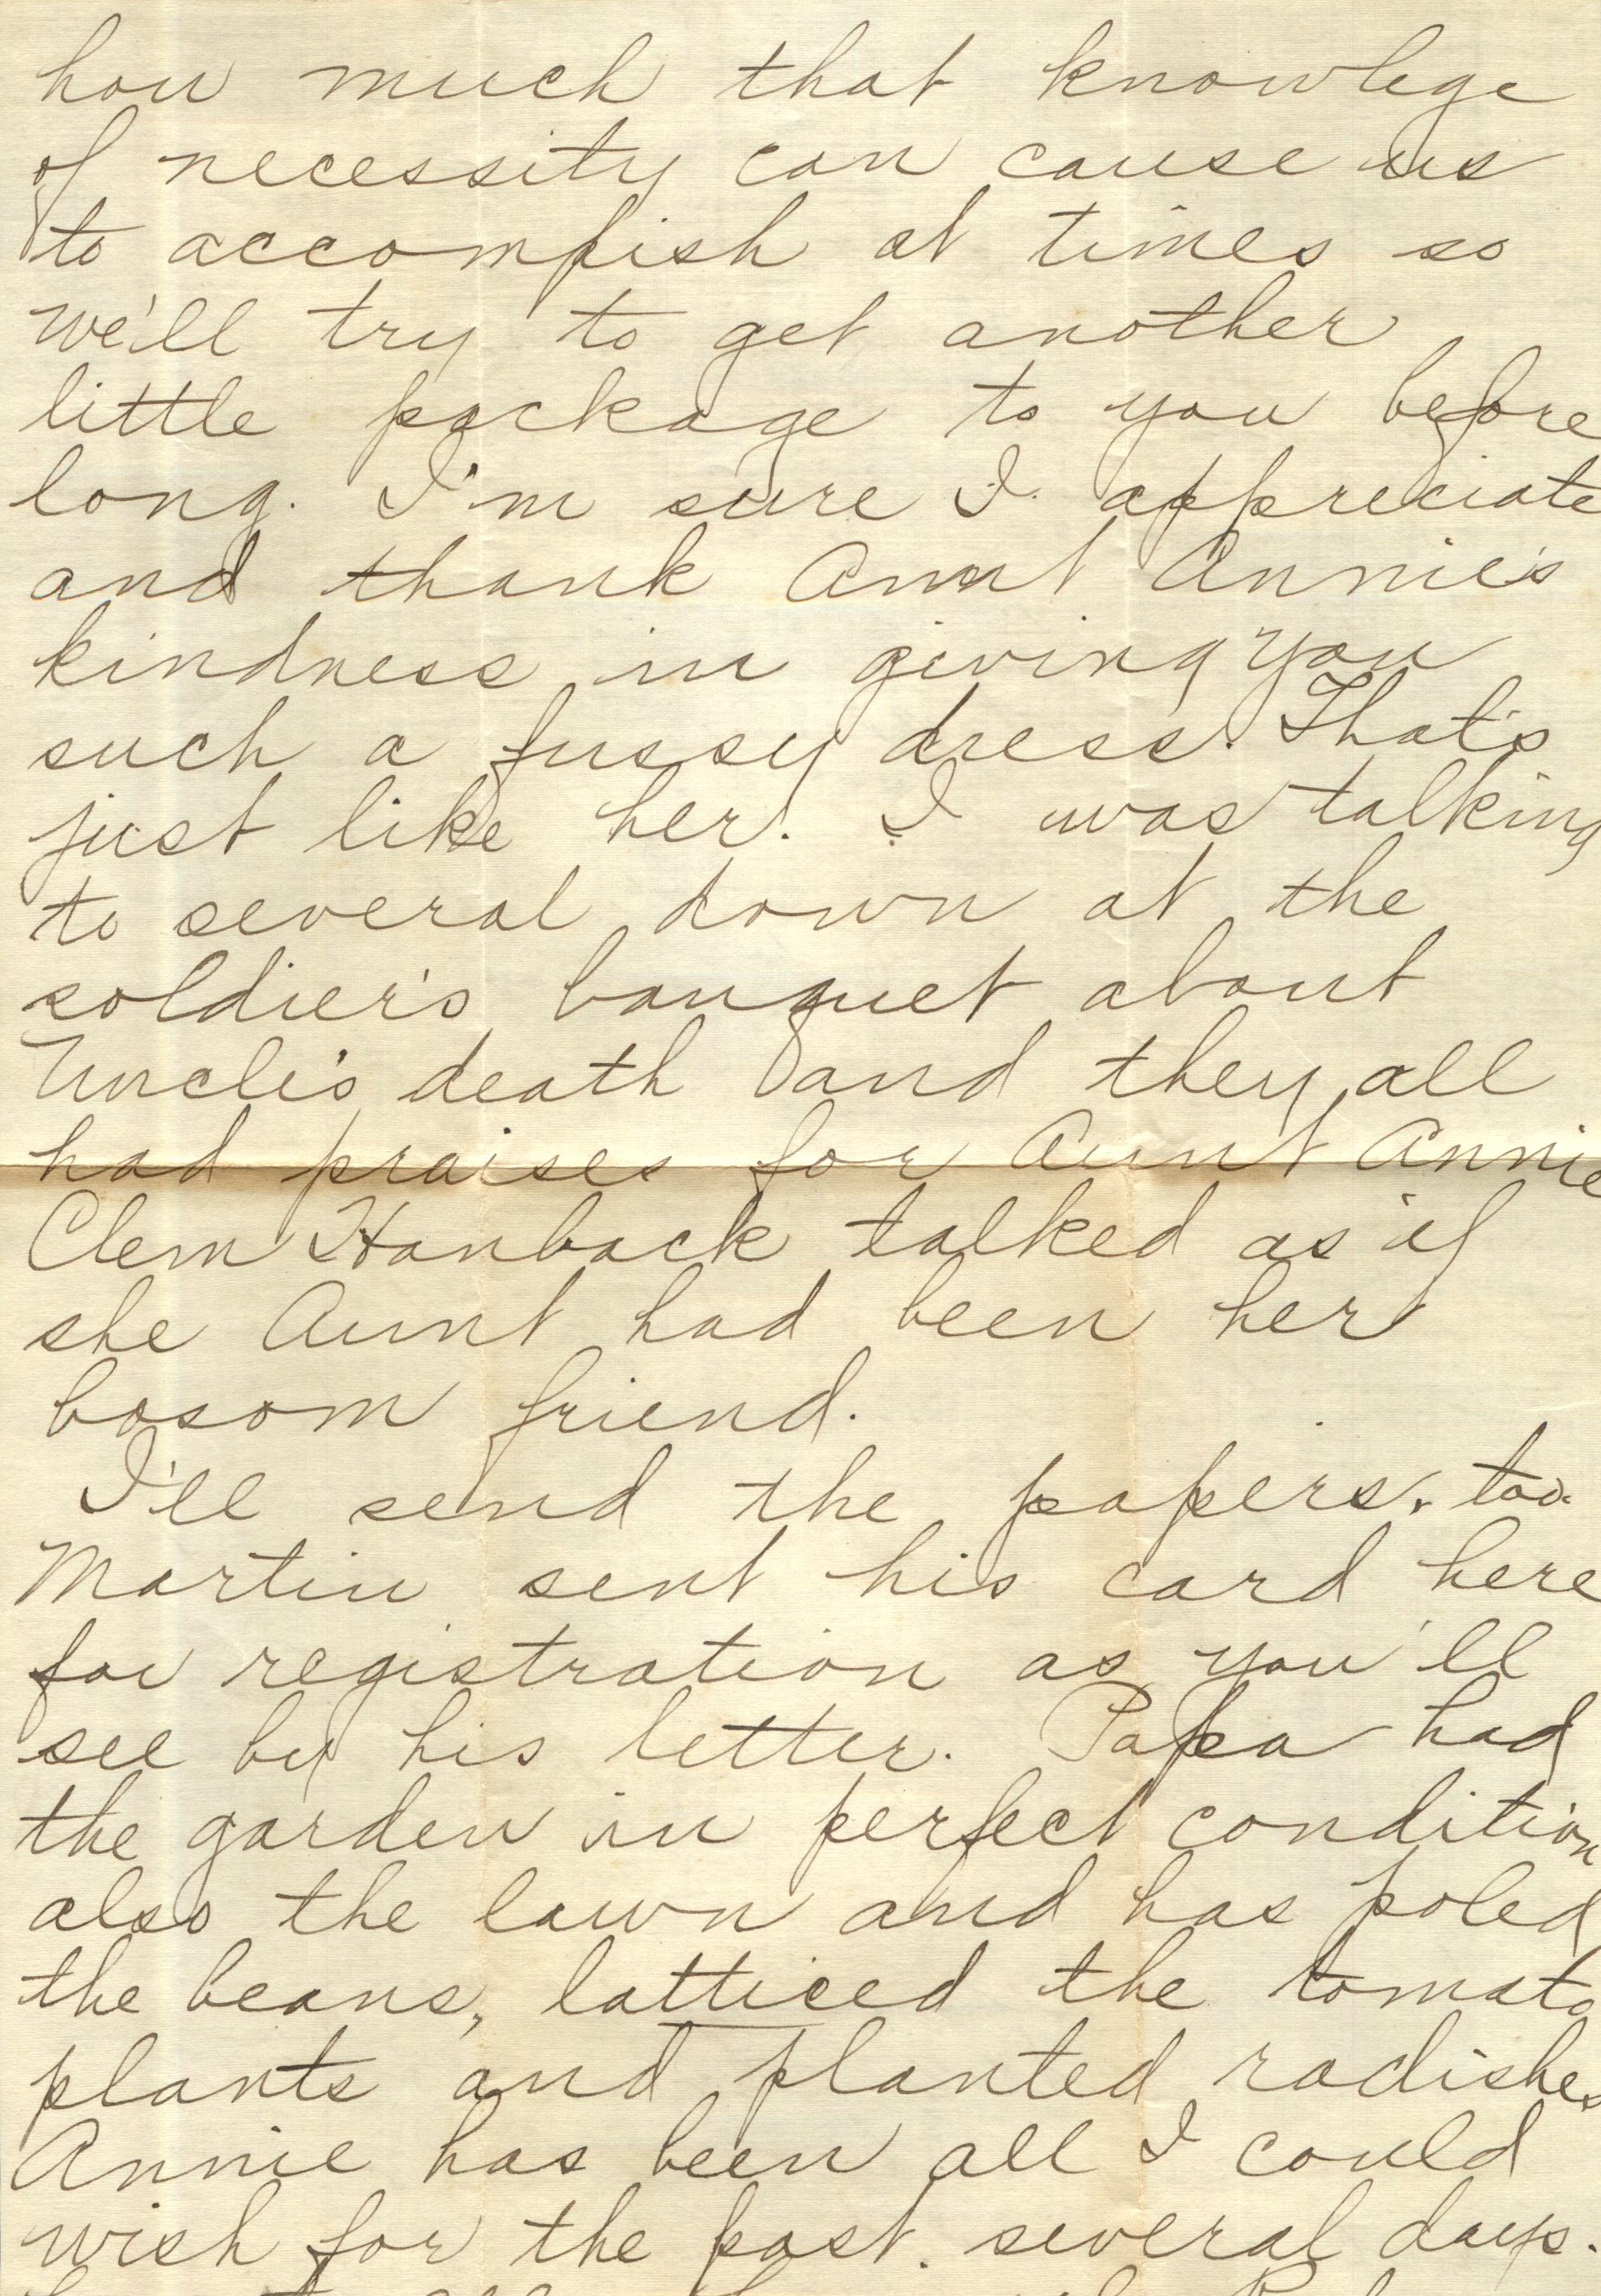 how much that knowlege
of necessity can cause us
to accomplish at times so
we'll try to get another
little package to you before
long. I'm sure I appreciate
and thank Aunt Annie's
kindness in giving you
such a fussy dress. That's
just like her. I was talking
to several down at the
soldier's banquet about
Uncle's death and they all
had praises for Aunt Annie
Clem Hanback talked as if
she Aunt had been her
bosom friend.
I'll send the papers, too.
Martin sent his card here
for registration as you'll
see by his letter. Papa had
the garden in perfect condition
also the lawn and has poled
the beans, latticed the tomato
plants and planted radishes
Annie has been all I could
wish for the past several days.